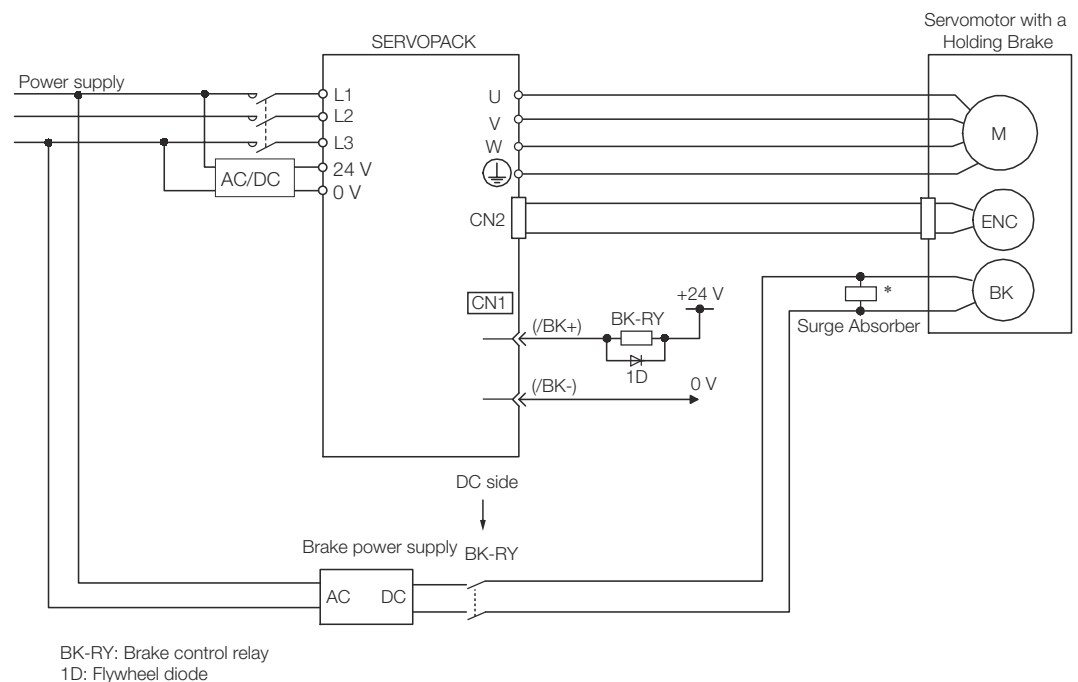 Servomotor with a
Holding Brake
SERVOPACK
Power supply
L1
L2
L3
24 V
0 V
AC/DC
U
V
W
M
CN2
ENC
CN1
BK
*
Surge Absorber
+24 V
(/BK+)
BK-RY
1D
(/BK-)
0 V
DC side
Brake power supply
BK-RY
AC
DC
BK-RY: Brake control relay
1D: Flywheel diode